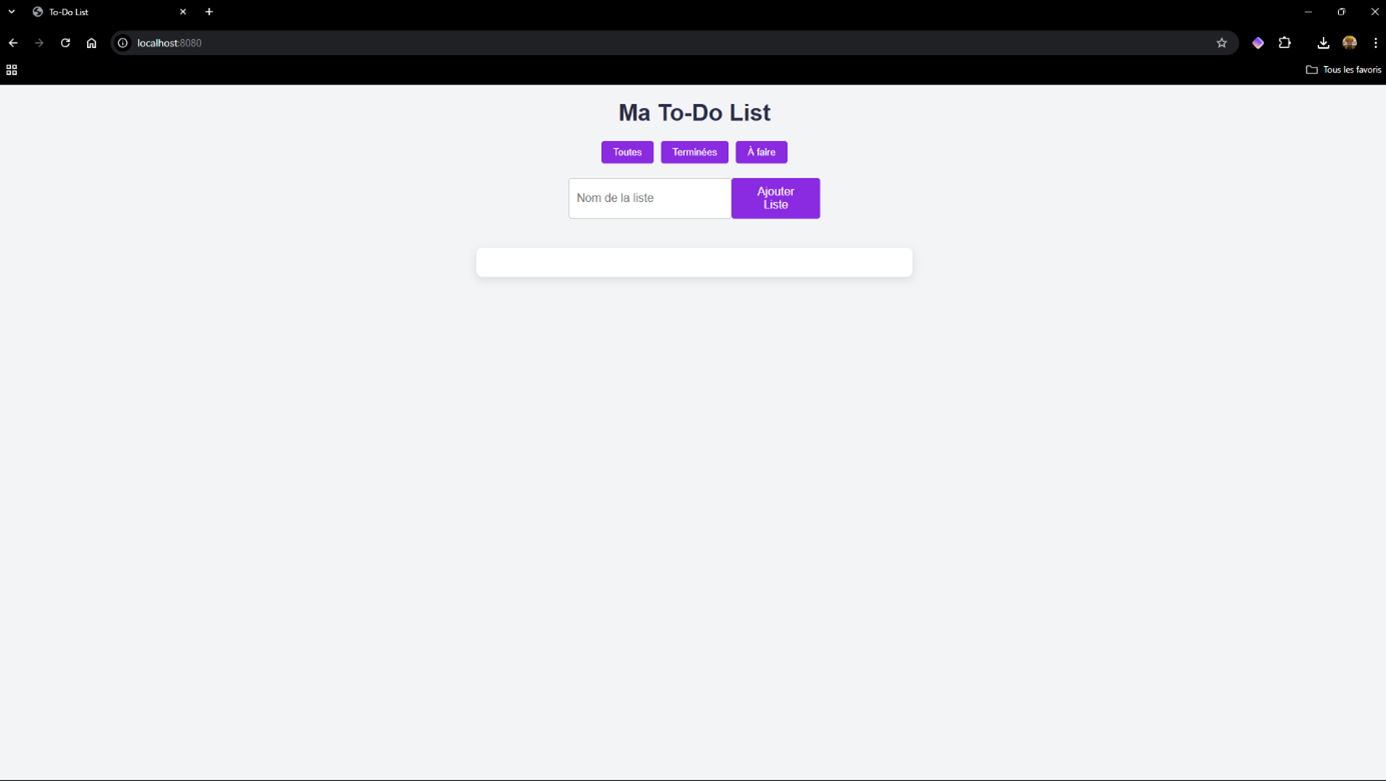 To-Do List
localhost:8080
Tous les favoris
Ma To-Do List
Toutes
Terminées
À faire
Nom de la liste
Ajouter
Liste